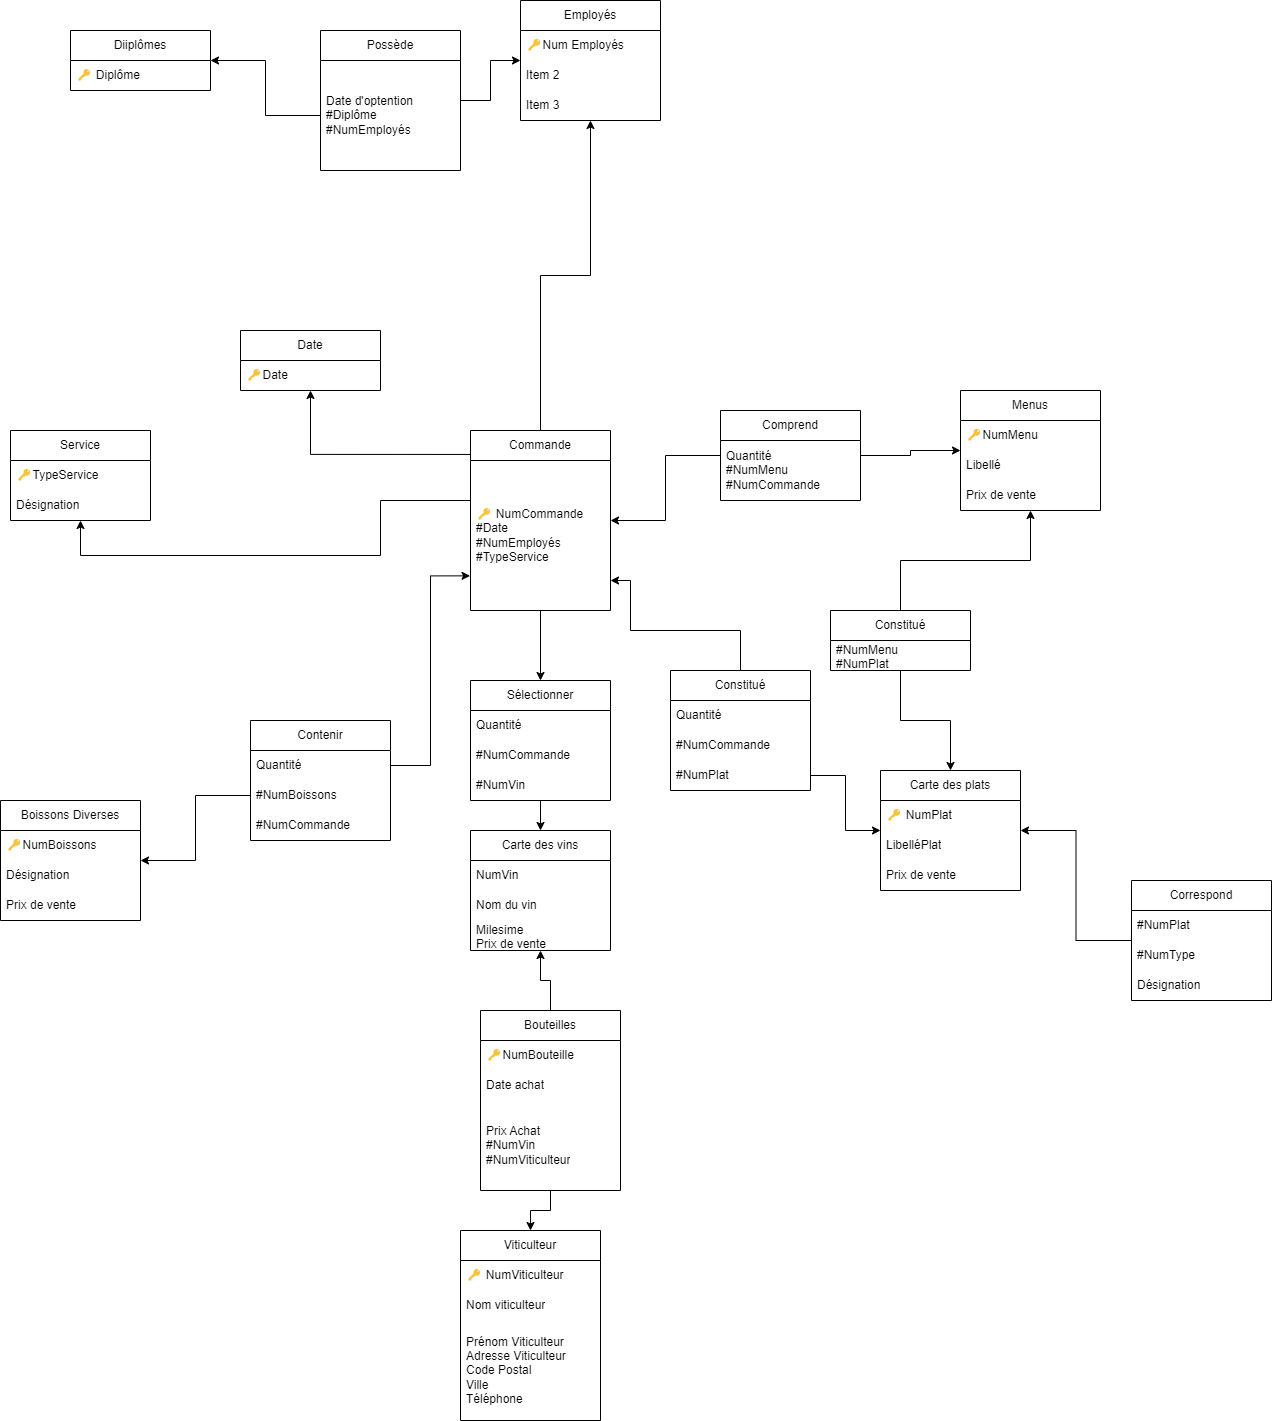 Employés
🔑Num Employés
Item 2
Item 3
Diiplômes
🔑 Diplôme
Possède
Date d'optention
#Diplôme
#NumEmployés
Date
🔑Date
Service
🔑TypeService
Désignation
Commande
🔑 NumCommande
#Date
#NumEmployés
#TypeService
Comprend
Quantité
#NumMenu
#NumCommande
Menus
🔑NumMenu
Libellé
Prix de vente
Constitué
#NumMenu
#NumPlat
Constitué
Quantité
#NumCommande
#NumPlat
Sélectionner
Quantité
#NumCommande
#NumVin
Contenir
Quantité
#NumBoissons
#NumCommande
Boissons Diverses
🔑NumBoissons
Désignation
Prix de vente
Carte des vins
NumVin
Nom du vin
Milesime
Prix de vente
Carte des plats
🔑 NumPlat
LibelléPlat
Prix de vente
Correspond
#NumPlat
#NumType
Désignation
Bouteilles
🔑NumBouteille
Date achat
Prix Achat
#NumVin
#NumViticulteur
Viticulteur
🔑 NumViticulteur
Nom viticulteur
Prénom Viticulteur
Adresse Viticulteur
Code Postal
Ville
Téléphone